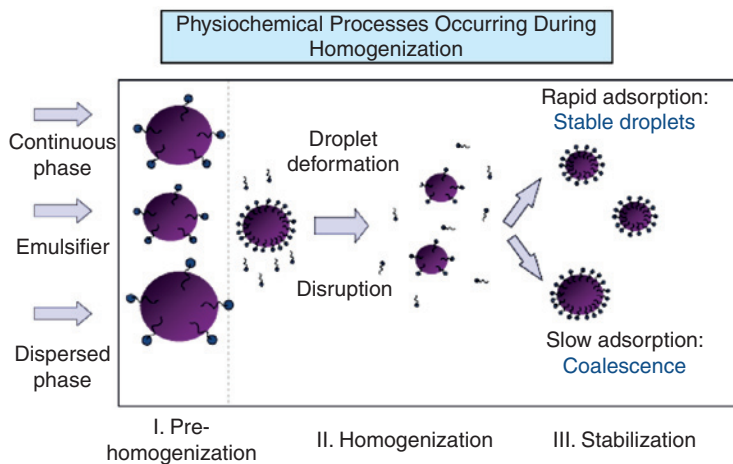 Physiochemical Processes Occurring During
Homogenization
Continuous
phase
Emulsifier
Dispersed
phase
Droplet
deformation
Disruption
Rapid adsorption:
Stable droplets
Slow adsorption:
Coalescence
I. Pre-
homogenization
II. Homogenization
III. Stabilization